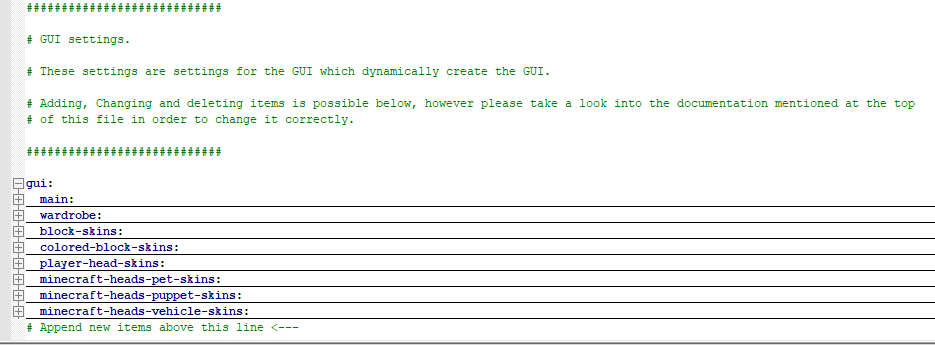 ############################
# GUI settings.
# These settings are settings for the GUI which dynamically create the GUI.
# Adding, Changing and deleting items is possible below, however please take a look into the documentation mentioned at the top
# of this file in order to change it correctly.
############################
gui:
main:
wardrobe:
block-skins:
colored-block-skins:
player-head-skins:
minecraft-heads-pet-skins:
minecraft-heads-puppet-skins:
minecraft-heads-vehicle-skins:
# Append new items above this line <---